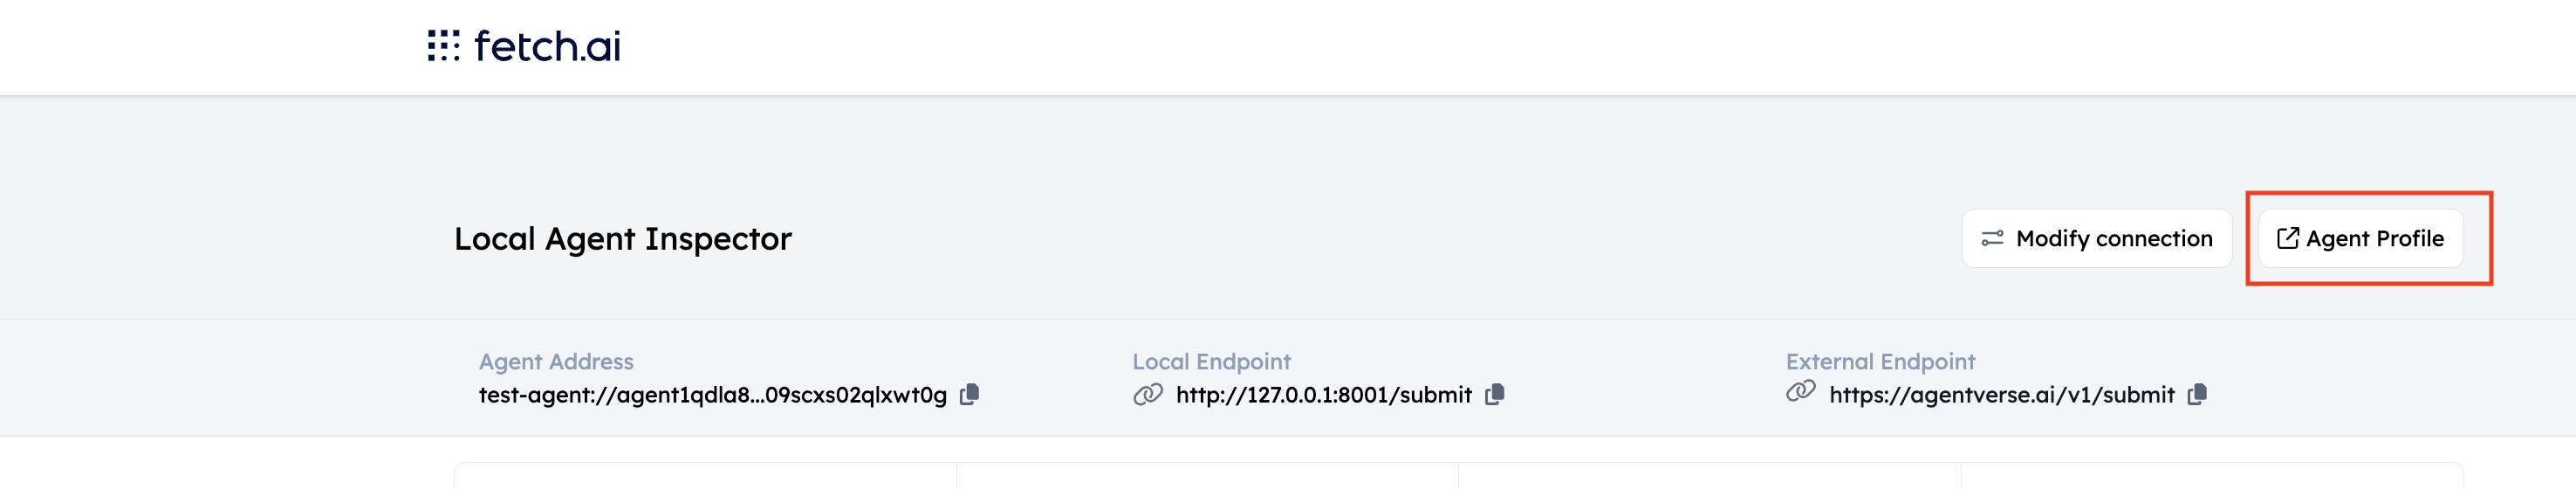 fetch.ai
Local Agent Inspector
Modify connection
Agent Profile
Agent Address
test-agent://agent1qdla8...09scxs02qlxwt0g
Local Endpoint
http://127.0.0.1:8001/submit
External Endpoint
https://agentverse.ai/v1/submit